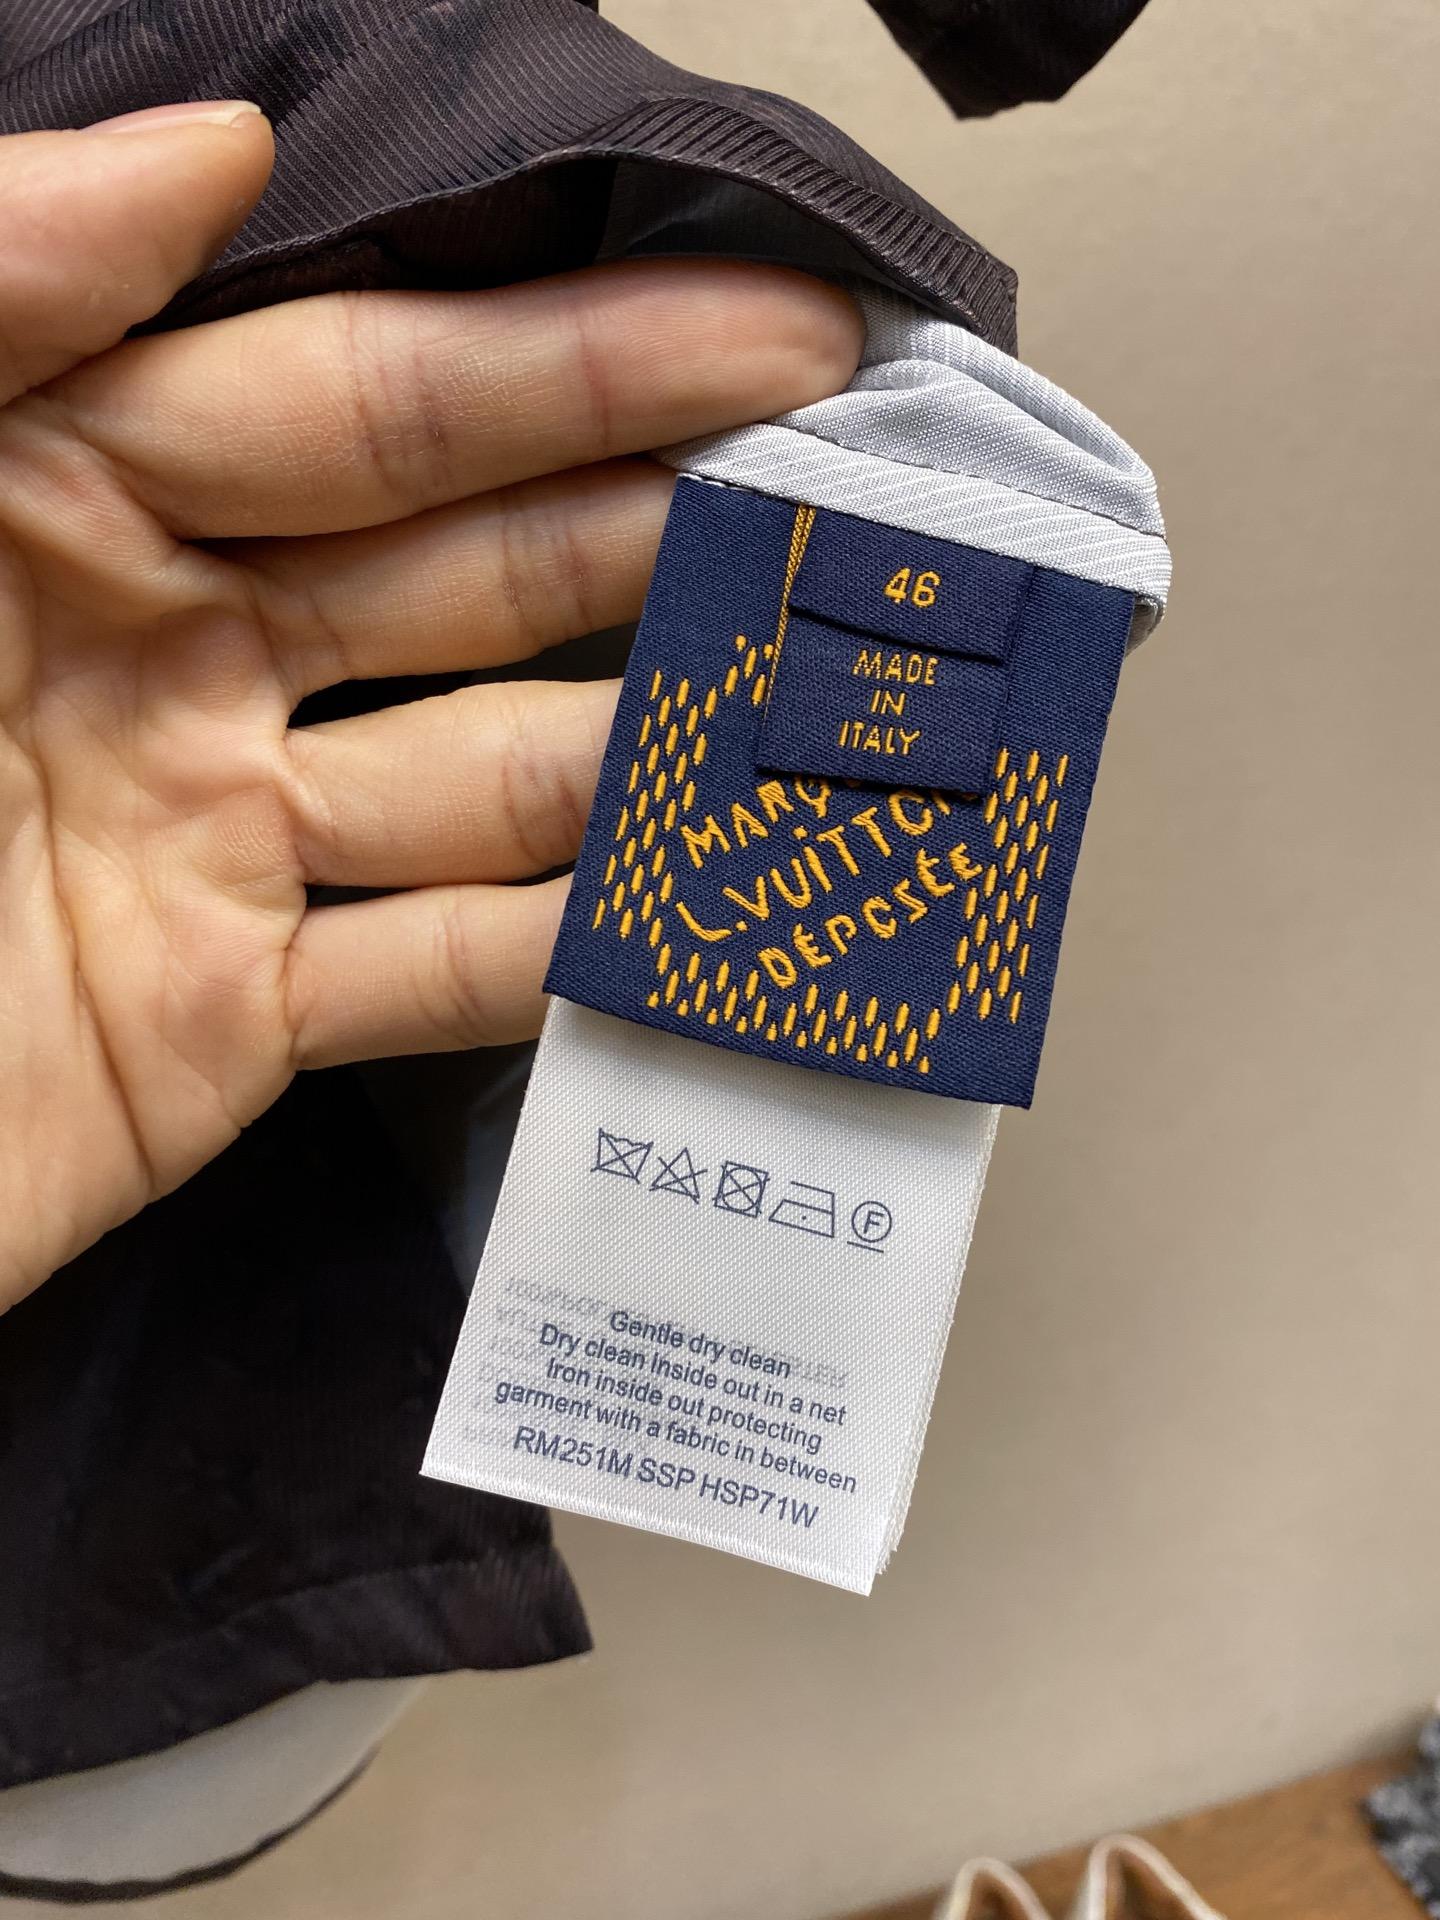 46
MADE
IN
ITALY
L.VUITTON
DÉPOSÉE
F
Gentle dry clean
Dry clean Inside out in a net
Iron inside out protecting
garment with a fabric in between
RM251M SSP HSP71W